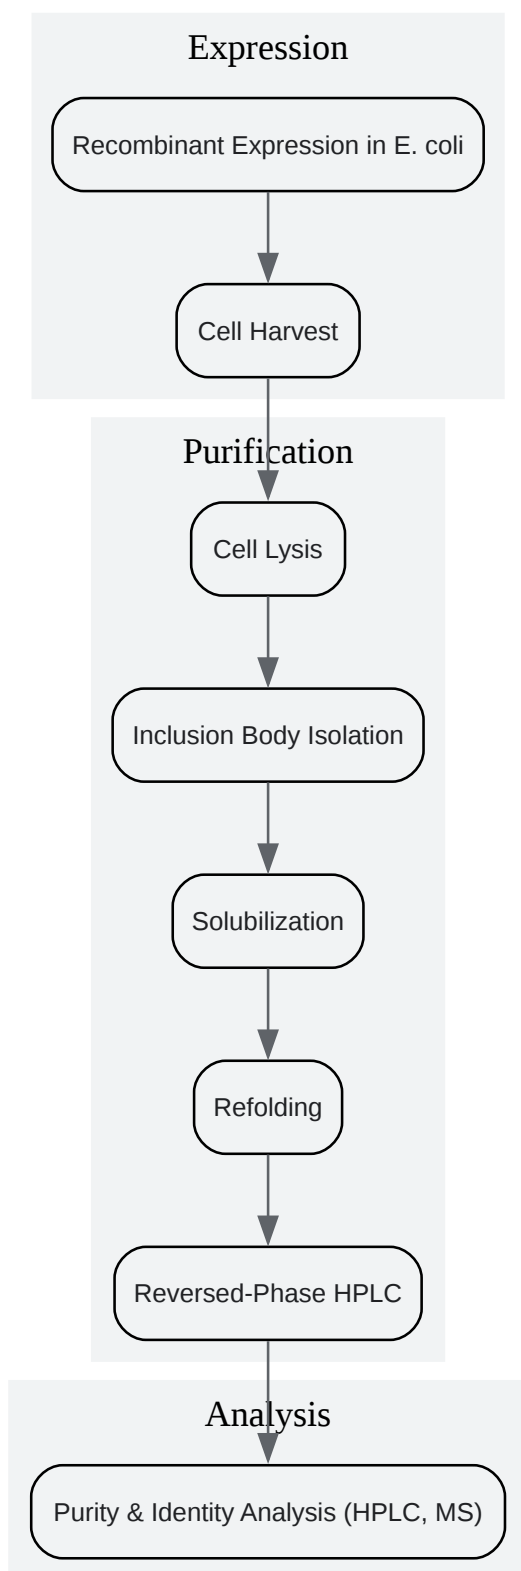 Expression
Recombinant Expression in E. coli
Cell Harvest
Purification
Cell Lysis
Inclusion Body Isolation
Solubilization
Refolding
Reversed-Phase HPLC
Analysis
Purity & Identity Analysis (HPLC, MS)